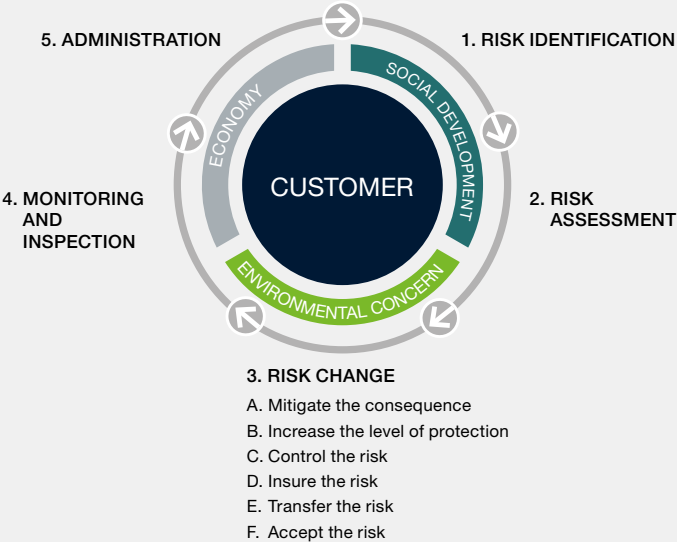 5. ADMINISTRATION
1. RISK IDENTIFICATION
ECONOMY
SOCIAL DEVELOPMENT
CUSTOMER
4. MONITORING
AND
INSPECTION
2. RISK
ASSESSMENT
ENVIRONMENTAL CONCERN
3. RISK CHANGE
A. Mitigate the consequence
B. Increase the level of protection
C. Control the risk
D. Insure the risk
E. Transfer the risk
F. Accept the risk